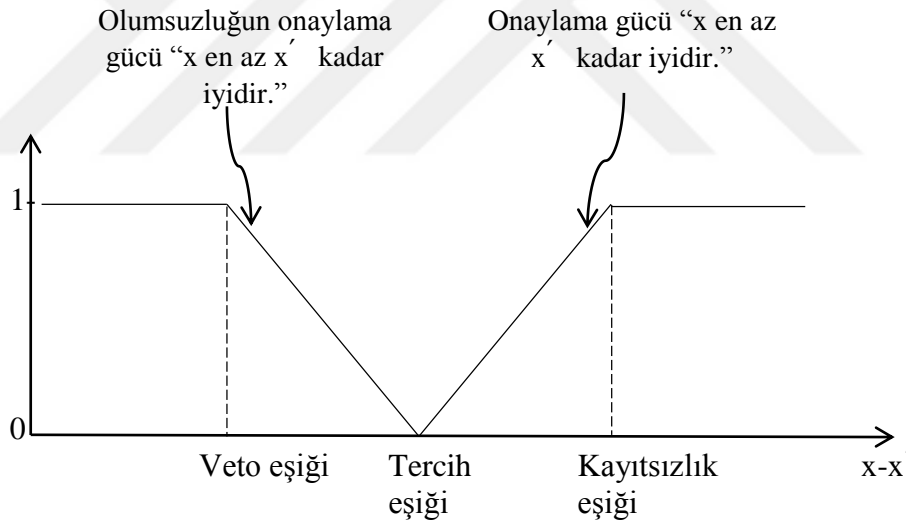 Olumsuzluğun onaylama
gücü “x en az x´ kadar
iyidir.”
Onaylama gücü “x en az
x´ kadar iyidir.”
1
0
Veto eşiği
Tercih
eşiği
Kayıtsızlık
eşiği
x-x